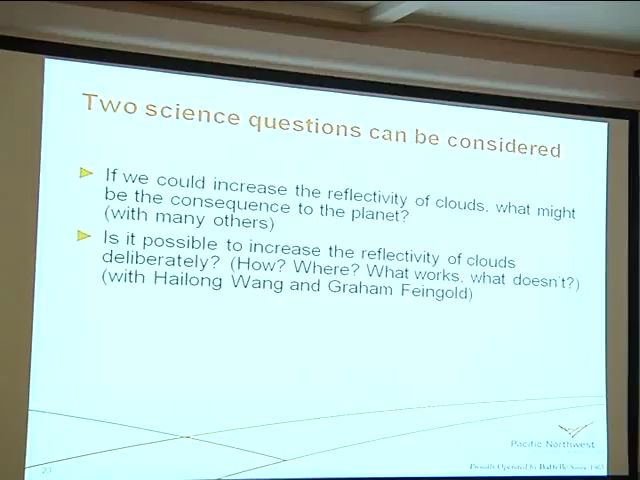 Two science questions can be considered
If we could increase the reflectivity of clouds, what might
be the consequence to the planet?
(with many others)
Is it possible to increase the reflectivity of clouds
deliberately? (How? Where? What works, what doesn't?)
(with Hailong Wang and Graham Feingold)
Pacific Northwest
Proudly Operated by Battelle Since 1965
23